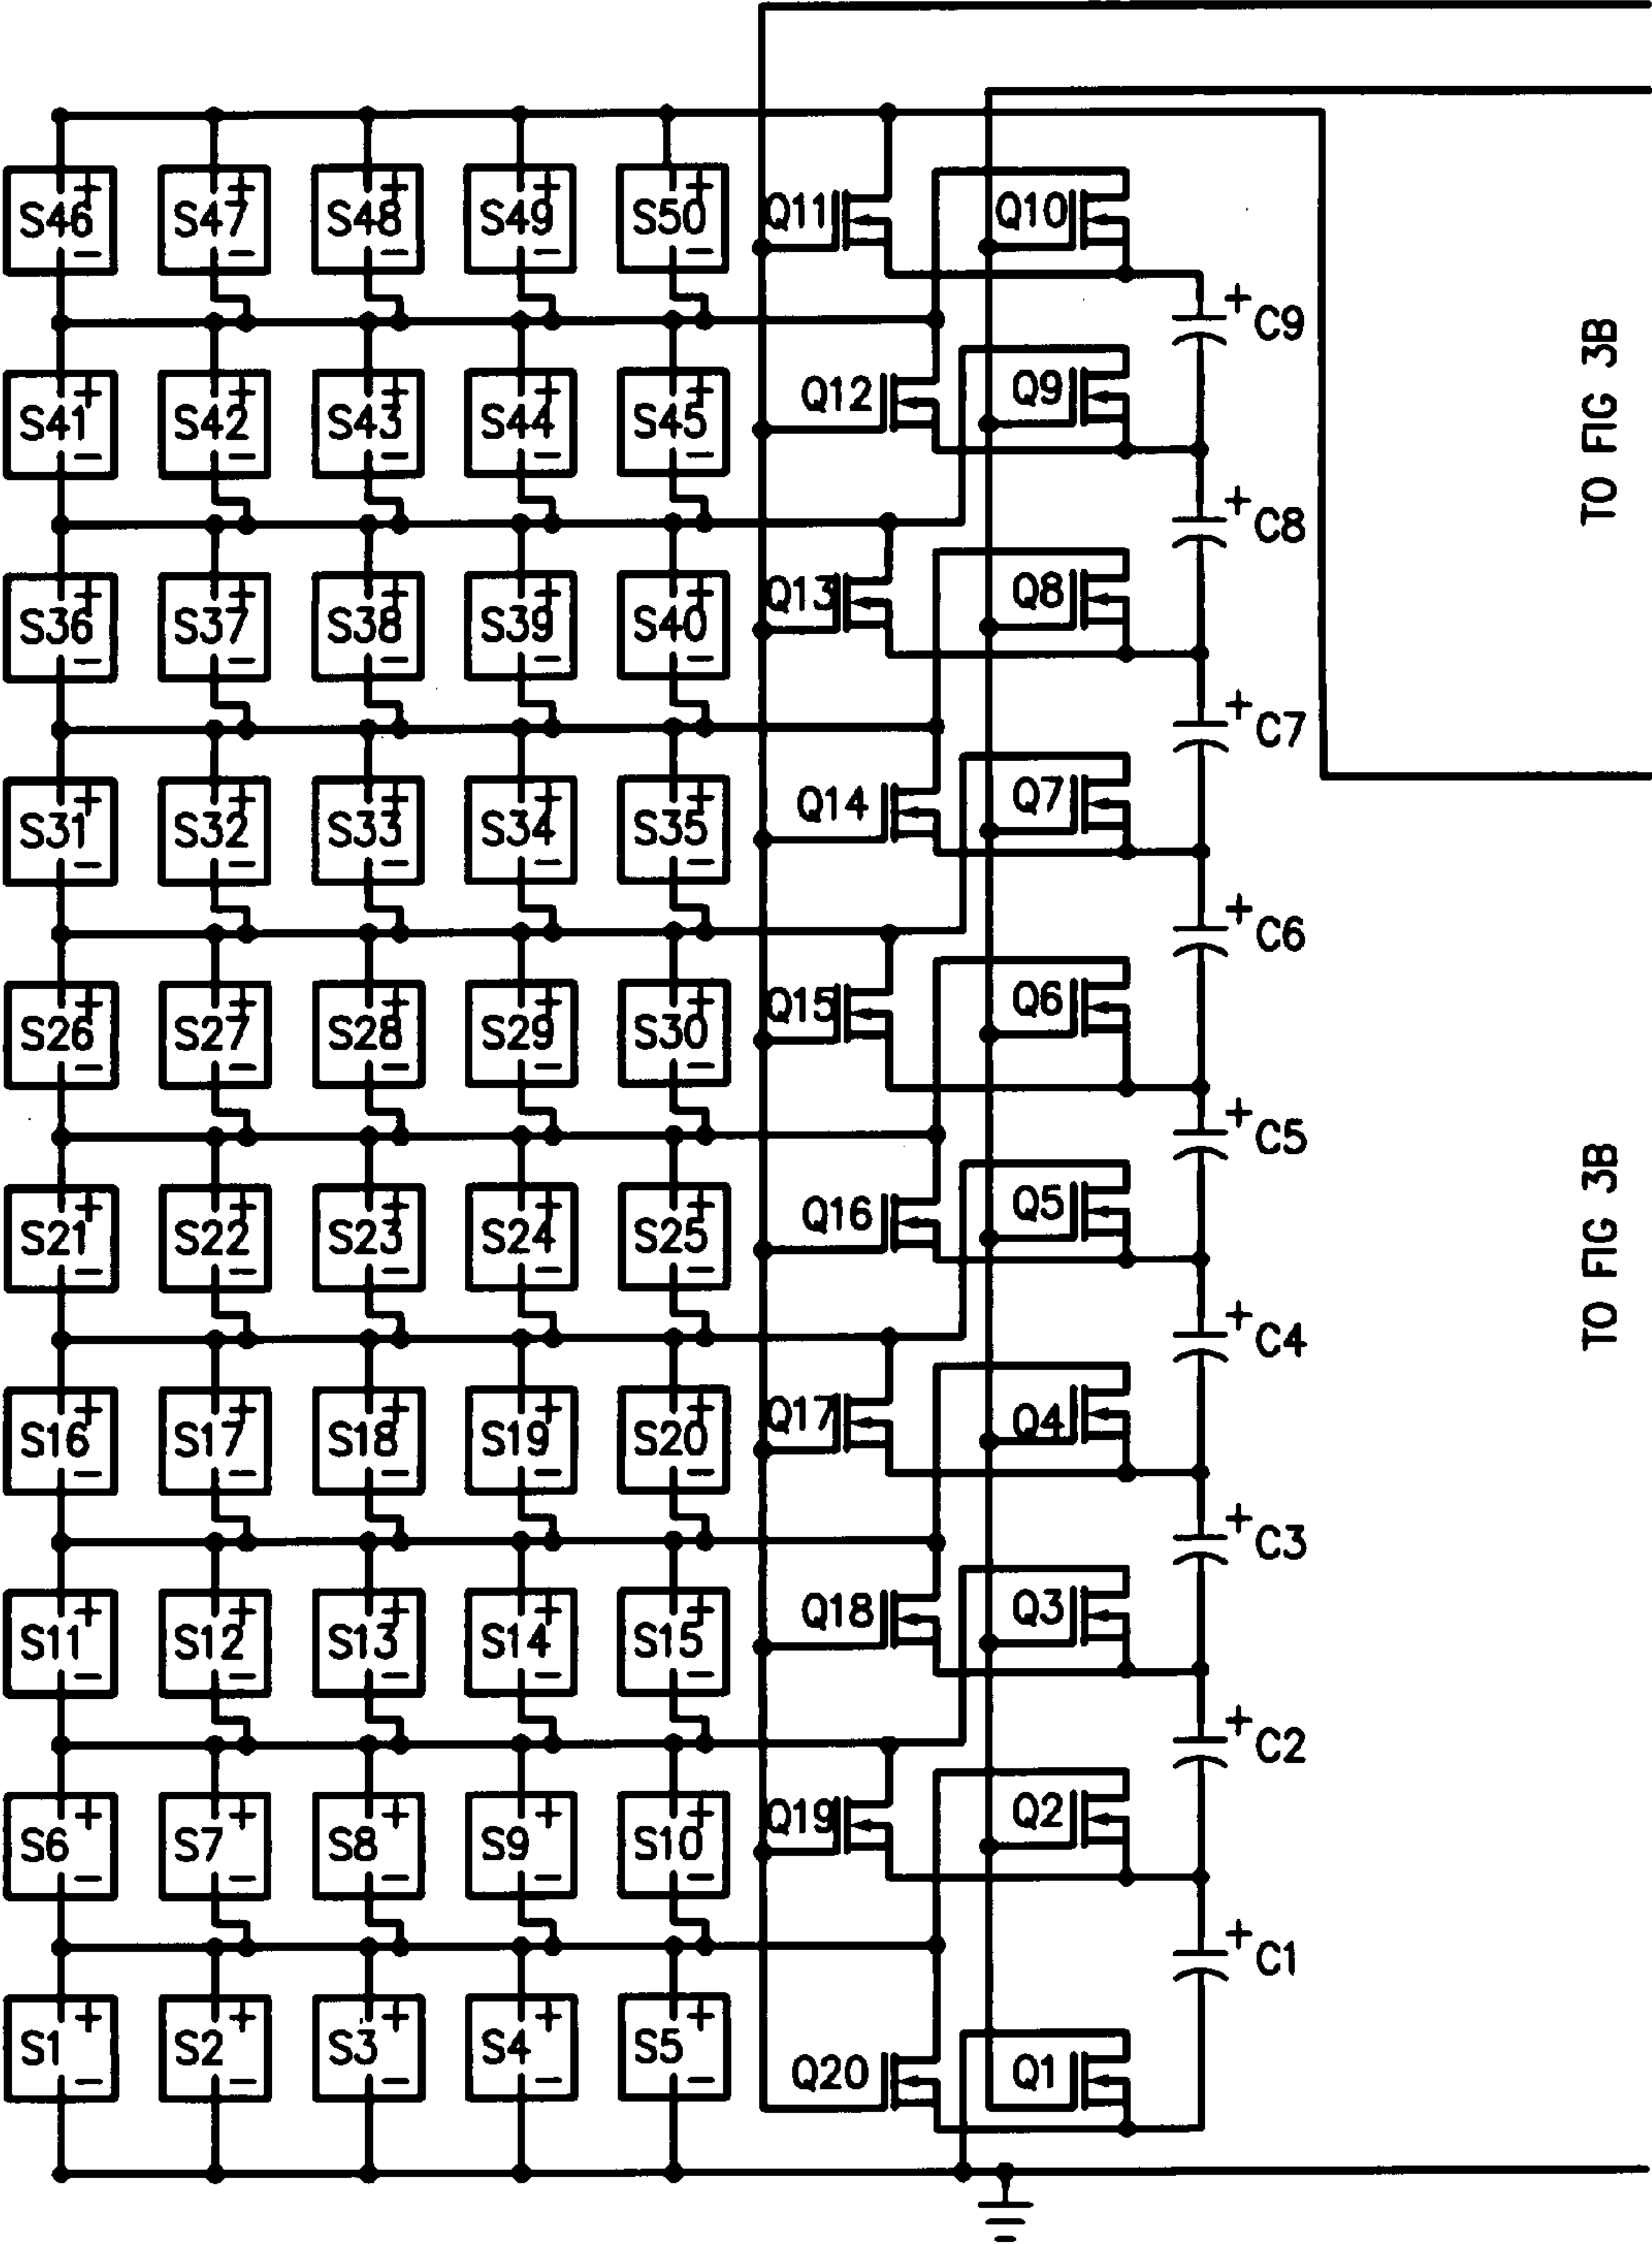 S46 S47 S48 S49 S50 Q11 Q10
+ C9
S41 S42 S43 S44 S45 Q12 Q9
+ C8
S36 S37 S38 S39 S40 Q13 Q8
+ C7
S31 S32 S33 S34 S35 Q14 Q7
+ C6
S26 S27 S28 S29 S30 Q15 Q6
+ C5
S21 S22 S23 S24 S25 Q16 Q5
+ C4
S16 S17 S18 S19 S20 Q17 Q4
+ C3
S11 S12 S13 S14 S15 Q18 Q3
+ C2
S6 S7 S8 S9 S10 Q19 Q2
+ C1
S1 S2 S3 S4 S5 Q20 Q1
TO FIG 3B
TO FIG 3B